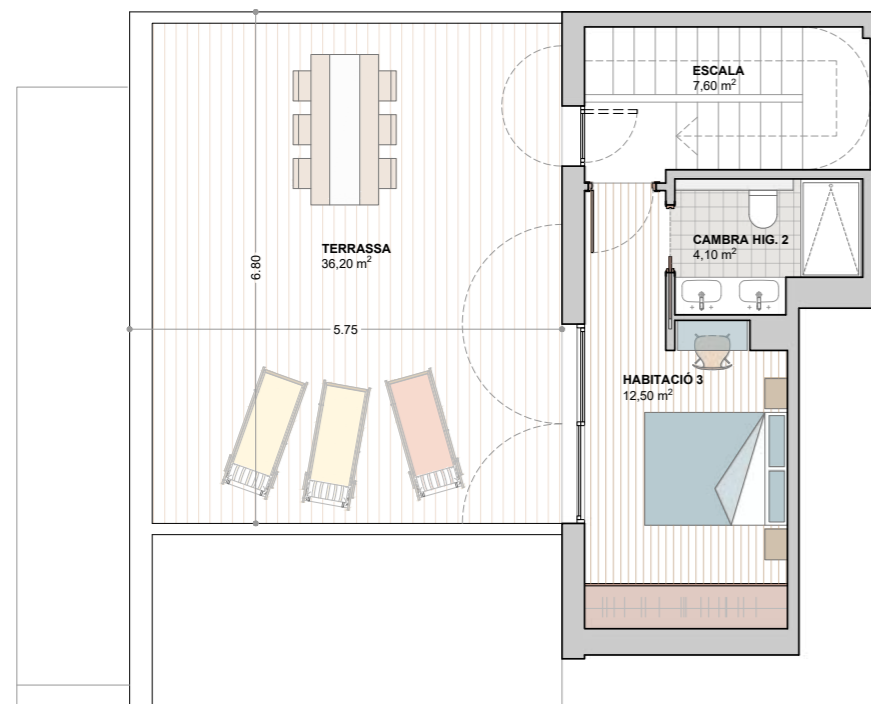 ESCALA
7,60 m²
CAMBRA HIG. 2
4,10 m²
TERRASSA
36,20 m²
6.80
5.75
HABITACIÓ 3
12,50 m²